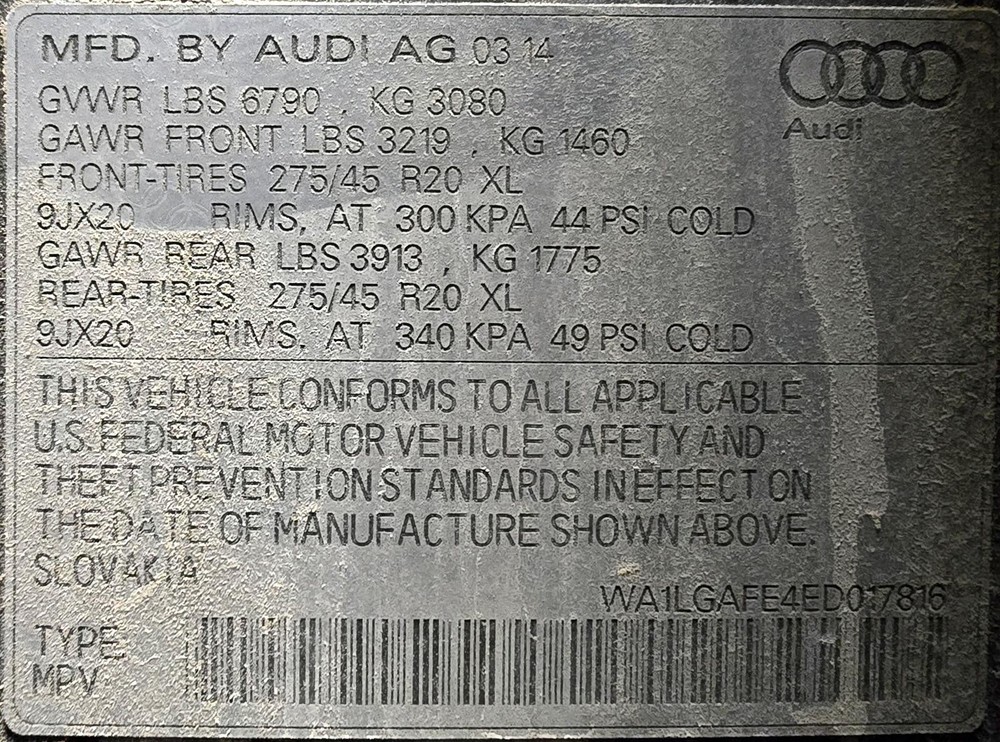 MFD. BY AUDI AG 03 14
GVWR LBS 6790 , KG 3080
GAWR FRONT LBS 3219 , KG 1460
FRONT-TIRES 275/45 R20 XL
9JX20 RIMS, AT 300 KPA 44 PSI COLD
GAWR REAR LBS 3913 , KG 1775
REAR-TIRES 275/45 R20 XL
9JX20 RIMS, AT 340 KPA 49 PSI COLD
Audi
THIS VEHICLE CONFORMS TO ALL APPLICABLE
U.S. FEDERAL MOTOR VEHICLE SAFETY AND
THEFT PREVENTION STANDARDS IN EFFECT ON
THE DATE OF MANUFACTURE SHOWN ABOVE.
SLOVAKIA
WA1LGAFE4ED017816
TYPE
MPV